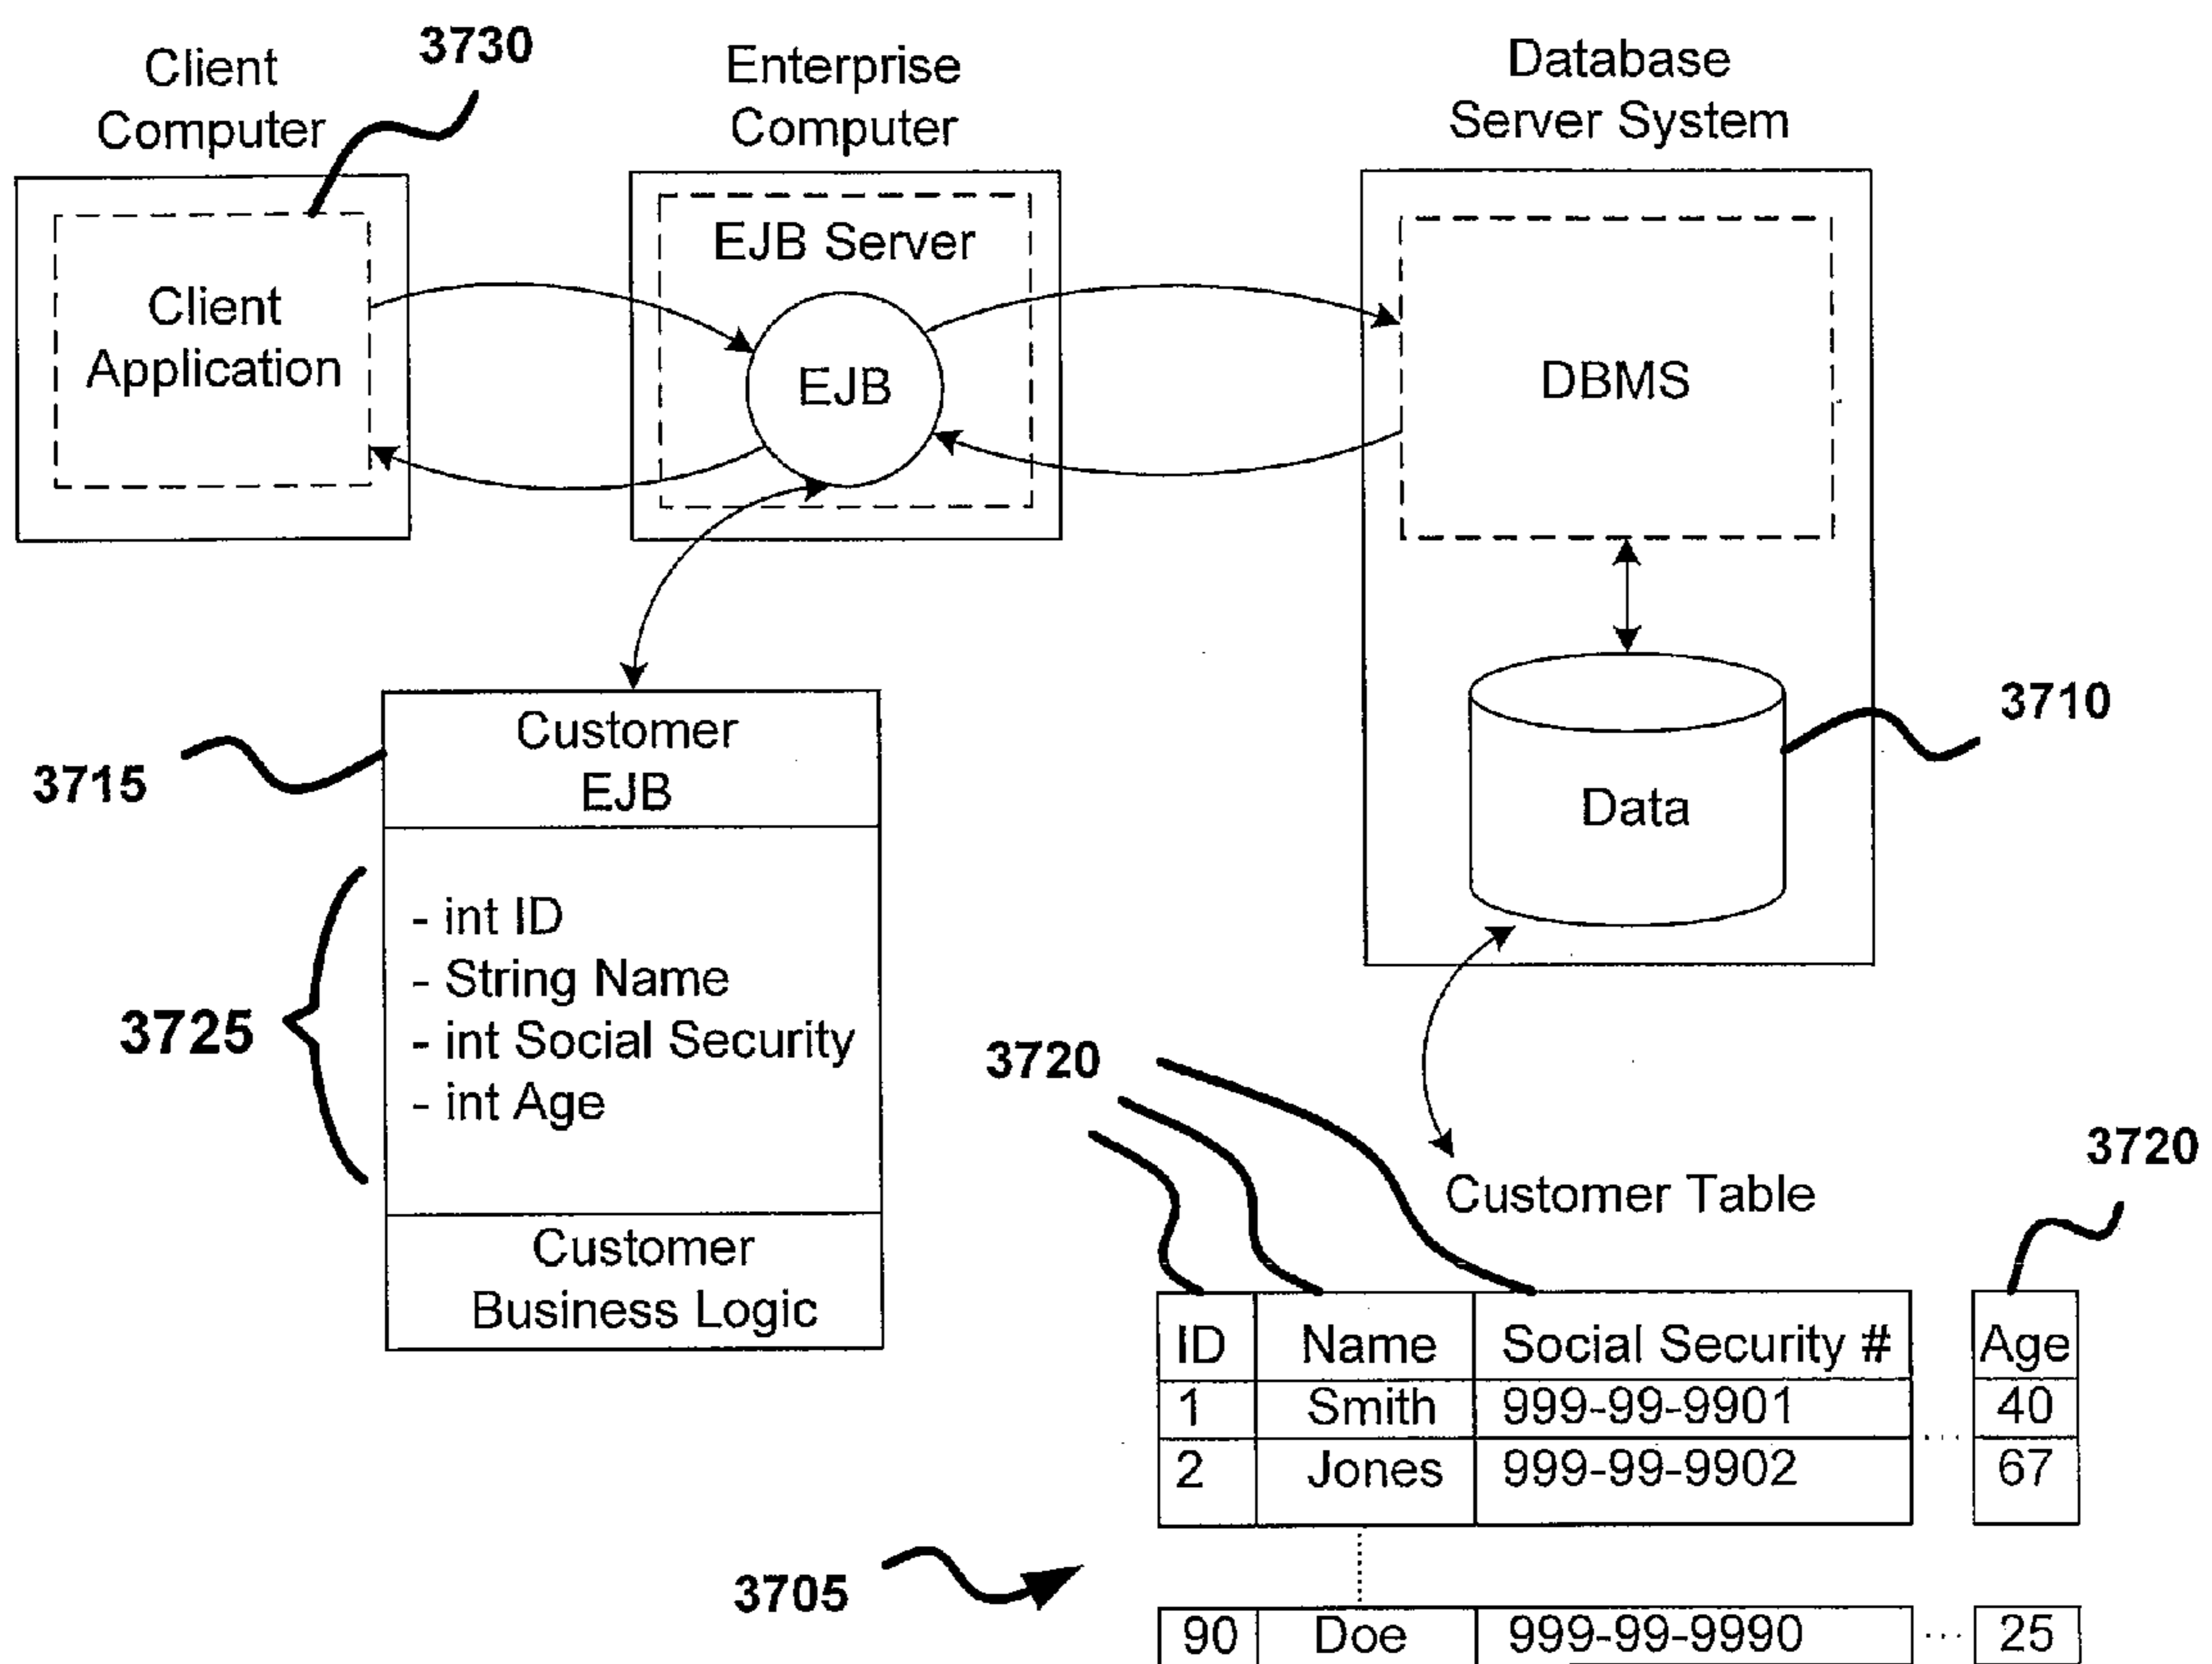 Client
Computer
3730
Enterprise
Computer
Database
Server System
Client
Application
EJB Server
EJB
DBMS
3710
Data
Customer
EJB
3715
- int ID
- String Name
- int Social Security
- int Age
3725
Customer
Business Logic
3720
3720
Customer Table
ID Name Social Security # Age
1 Smith 999-99-9901 40
2 Jones 999-99-9902 ... 67
3705
90 Doe 999-99-9990 ... 25